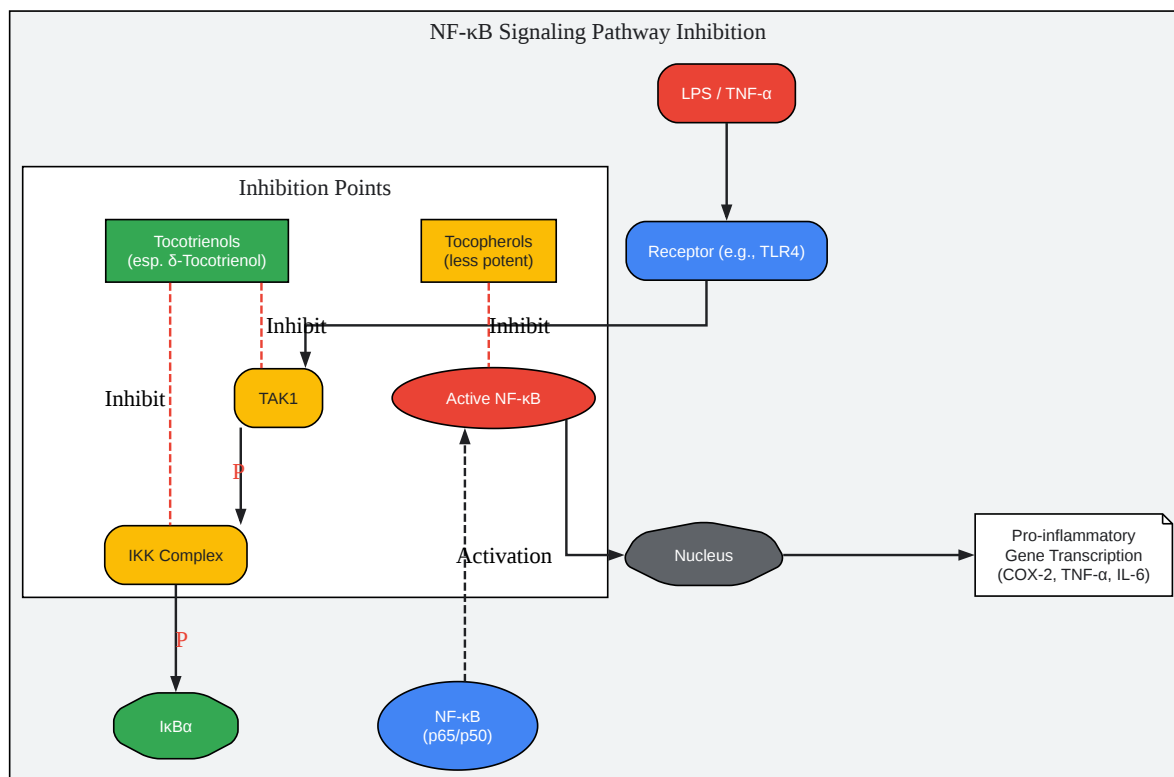 NF-κB Signaling Pathway Inhibition
LPS / TNF-α
Inhibition Points
Tocotrienols
(esp. δ-Tocotrienol)
Tocopherols
(less potent)
Receptor (e.g., TLR4)
Inhibit
Inhibit
Inhibit
TAK1
Active NF-κB
P
IKK Complex
Activation
Nucleus
Pro-inflammatory
Gene Transcription
(COX-2, TNF-α, IL-6)
P
IκBα
NF-κB
(p65/p50)